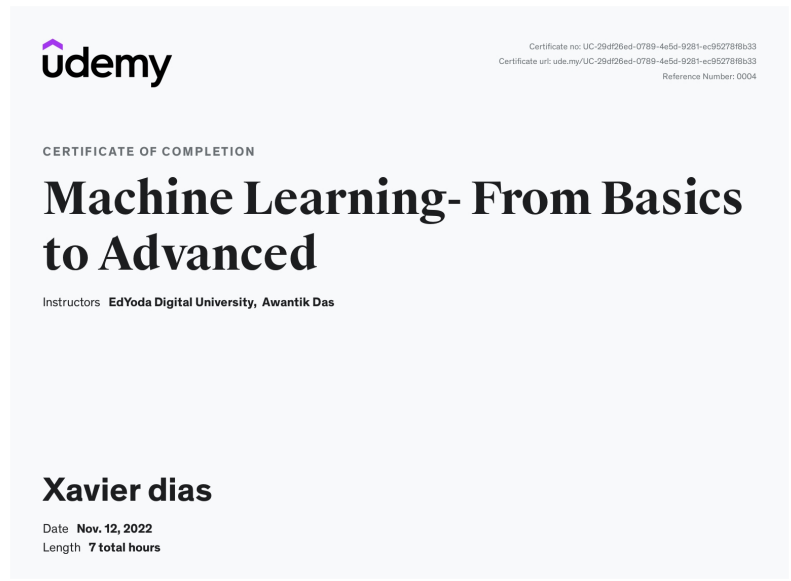 udemy
Certificate no: UC-29df26ed-0789-4e5d-9281-ec95278f8b33
Certificate url: ude.my/UC-29df26ed-0789-4e5d-9281-ec95278f8b33
Reference Number: 0004
CERTIFICATE OF COMPLETION
Machine Learning- From Basics
to Advanced
Instructors EdYoda Digital University, Awantik Das
Xavier dias
Date Nov. 12, 2022
Length 7 total hours